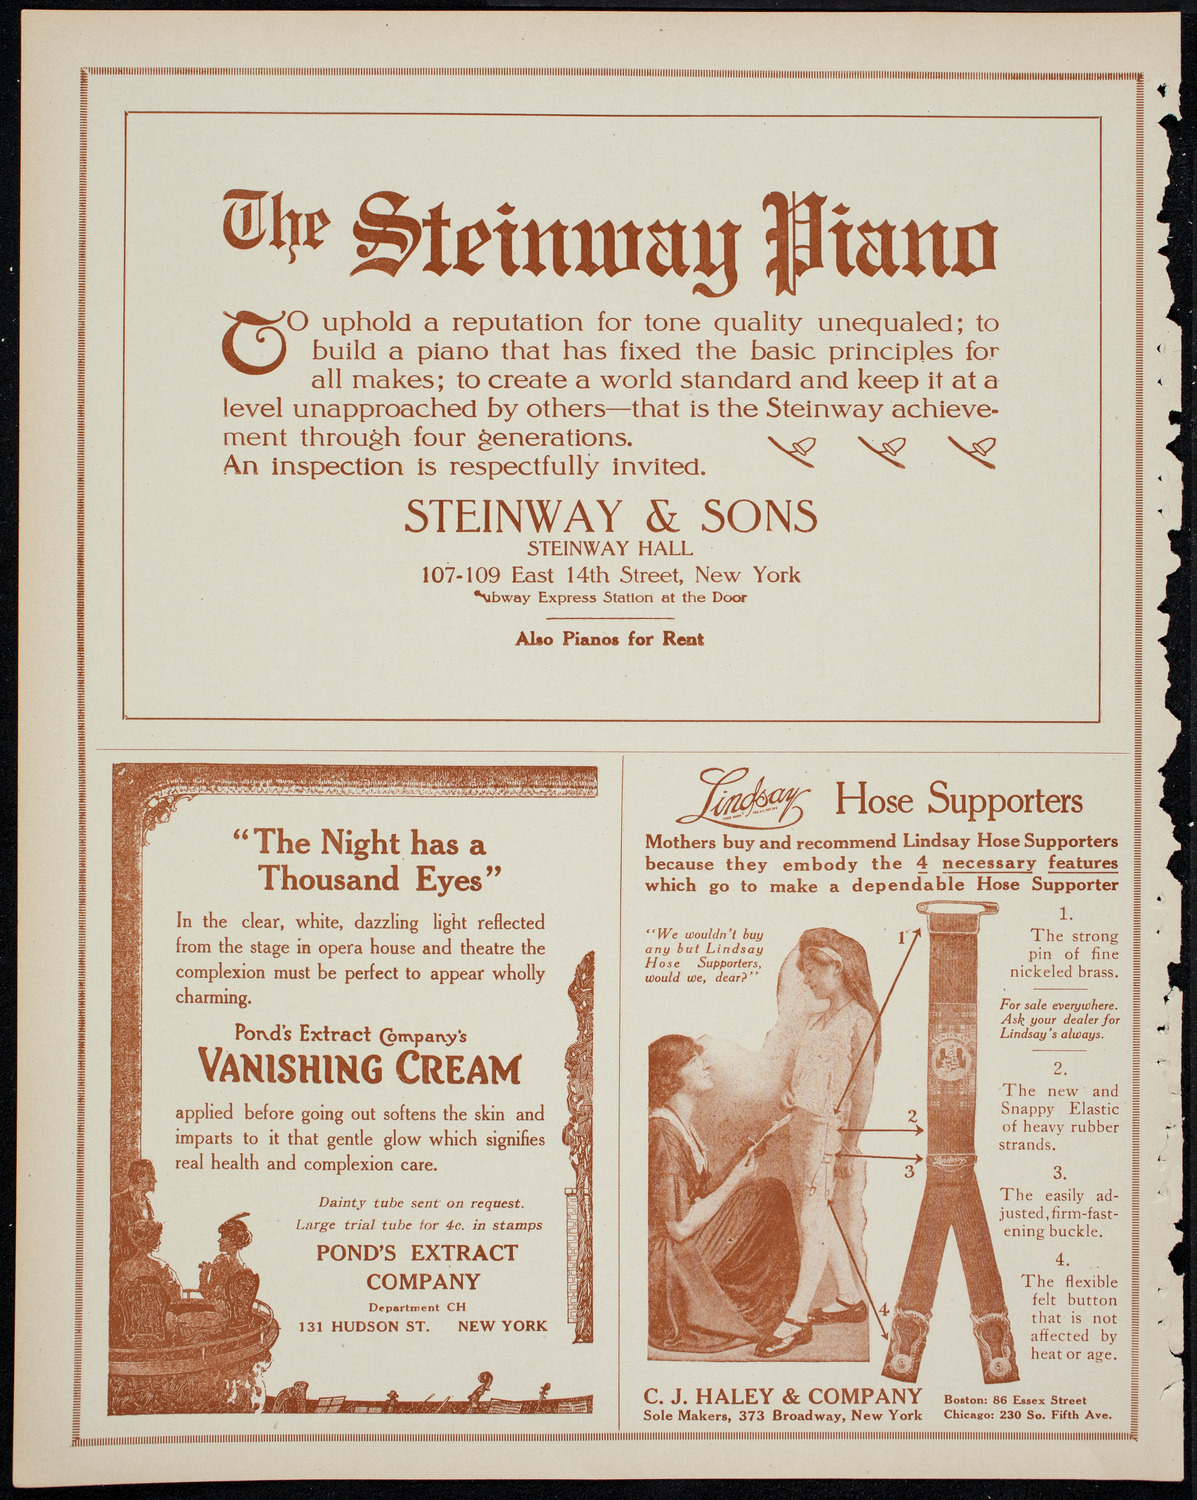 The Steinway Piano
TO uphold a reputation for tone quality unequaled; to
build a piano that has fixed the basic principles for
all makes; to create a world standard and keep it at a
level unapproached by others—that is the Steinway achieve-
ment through four generations.
An inspection is respectfully invited.
STEINWAY & SONS
STEINWAY HALL
107-109 East 14th Street, New York
ubway Express Station at the Door
Also Pianos for Rent
"The Night has a
Thousand Eyes"
In the clear, white, dazzling light reflected
from the stage in opera house and theatre the
complexion must be perfect to appear wholly
charming.
Pond's Extract Company's
VANISHING CREAM
applied before going out softens the skin and
imparts to it that gentle glow which signifies
real health and complexion care.
Dainty tube sent on request.
Large trial tube for 4c. in stamps
POND'S EXTRACT
COMPANY
Department CH
131 HUDSON ST. NEW YORK
Lindsay Hose Supporters
Mothers buy and recommend Lindsay Hose Supporters
because they embody the 4 necessary features
which go to make a dependable Hose Supporter
"We wouldn't buy
any but Lindsay
Hose Supporters,
would we, dear?"
1
2
3
4
Lindsay
1.
The strong
pin of fine
nickeled brass.
For sale everywhere.
Ask your dealer for
Lindsay's always.
2.
The new and
Snappy Elastic
of heavy rubber
strands.
3.
The easily ad-
justed, firm-fast-
ening buckle.
4.
The flexible
felt button
that is not
affected by
heat or age.
C. J. HALEY & COMPANY
Sole Makers, 373 Broadway, New York
Boston: 86 Essex Street
Chicago: 230 So. Fifth Ave.